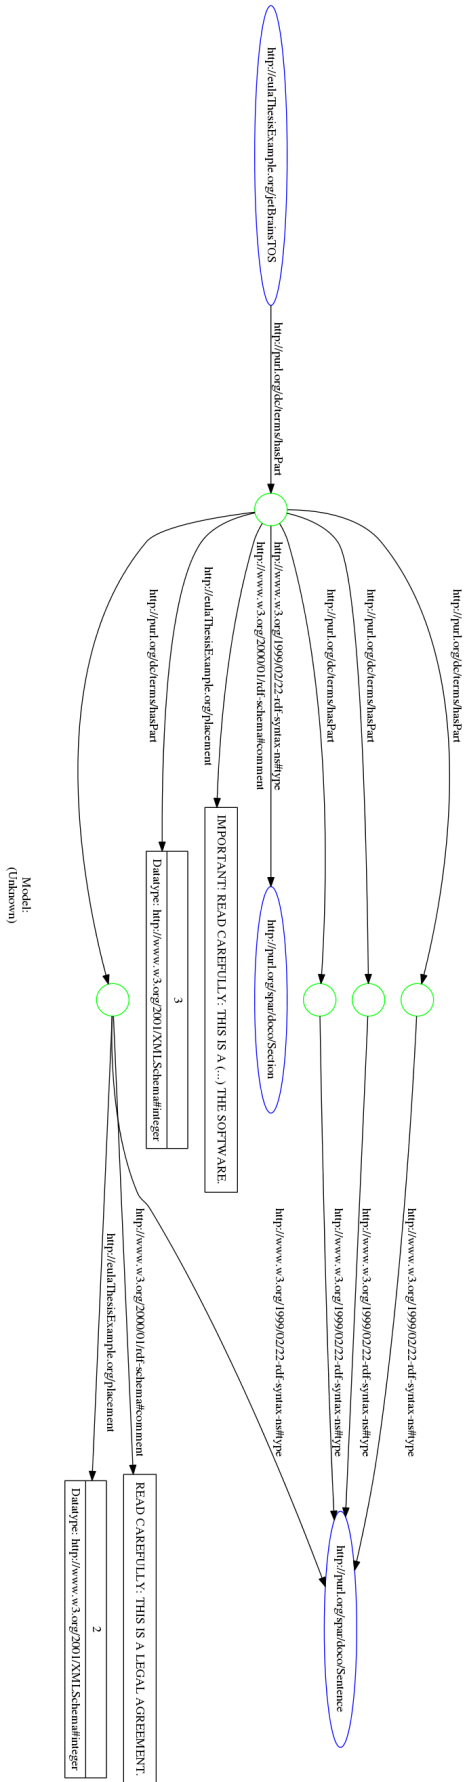 http://eulaThesisExample.org/jetBrainsTOS
http://purl.org/dc/terms/hasPart
http://purl.org/dc/terms/hasPart
http://purl.org/dc/terms/hasPart
http://purl.org/dc/terms/hasPart
http://www.w3.org/1999/02/22-rdf-syntax-ns#type
http://www.w3.org/2000/01/rdf-schema#comment
http://eulaThesisExample.org/placement
http://purl.org/dc/terms/hasPart
http://purl.org/spar/doco/Section
IMPORTANT! READ CAREFULLY: THIS IS A (...) THE SOFTWARE.
3
Datatype: http://www.w3.org/2001/XMLSchema#integer
http://www.w3.org/1999/02/22-rdf-syntax-ns#type
http://www.w3.org/1999/02/22-rdf-syntax-ns#type
http://www.w3.org/1999/02/22-rdf-syntax-ns#type
http://www.w3.org/1999/02/22-rdf-syntax-ns#type
http://www.w3.org/2000/01/rdf-schema#comment
http://eulaThesisExample.org/placement
http://purl.org/spar/doco/Sentence
READ CAREFULLY: THIS IS A LEGAL AGREEMENT.
2
Datatype: http://www.w3.org/2001/XMLSchema#integer
Model:
(Unknown)